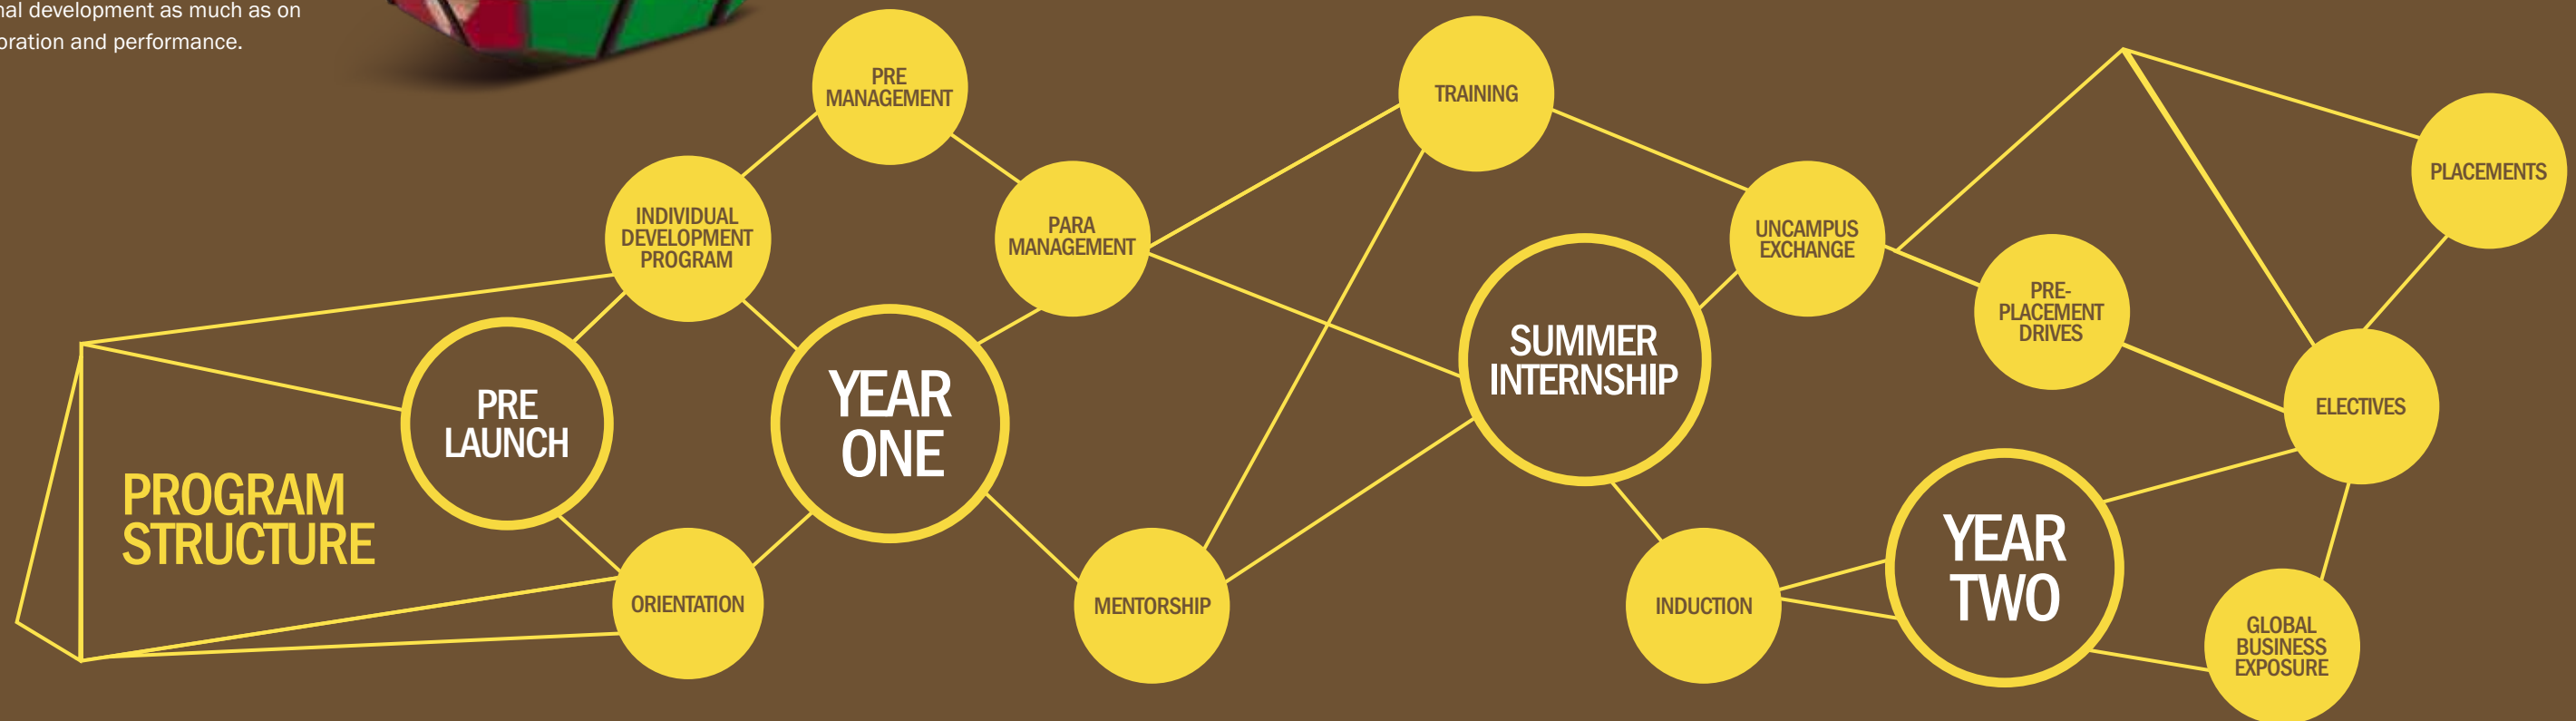 development as much as on
and performance.
PROGRAM
STRUCTURE
PRE
LAUNCH
INDIVIDUAL
DEVELOPMENT
PROGRAM
ORIENTATION
PRE
MANAGEMENT
YEAR
ONE
PARA
MANAGEMENT
MENTORSHIP
TRAINING
SUMMER
INTERNSHIP
UNCAMPUS
EXCHANGE
INDUCTION
PRE-
PLACEMENT
DRIVES
YEAR
TWO
ELECTIVES
PLACEMENTS
GLOBAL
BUSINESS
EXPOSURE